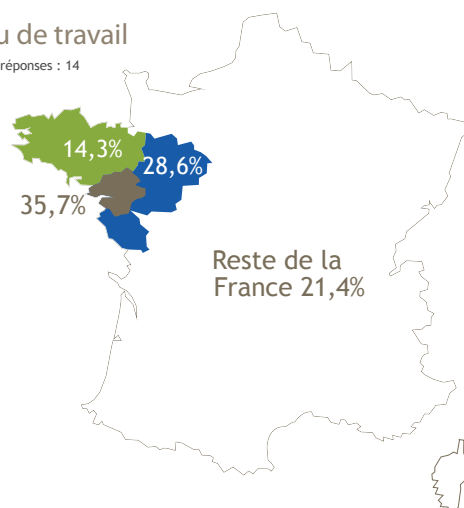 u de travail
réponses : 14
14,3%
28,6%
35,7%
Reste de la
France 21,4%